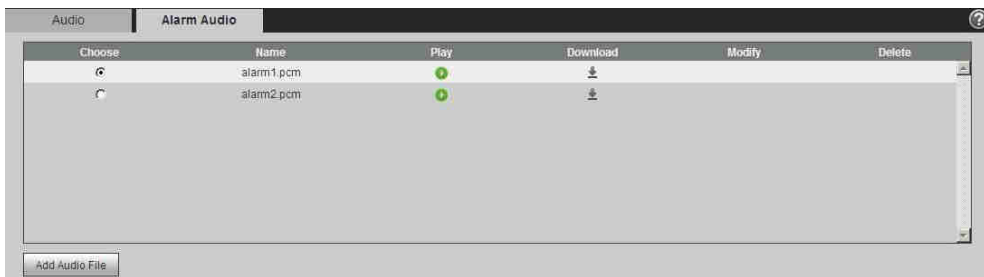 Audio Alarm Audio ?
Choose Name Play Download Modify Delete
alarm1.pcm
alarm2.pcm
Add Audio File